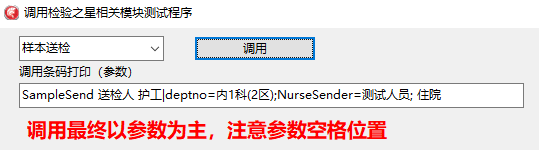 调用检验之星相关模块测试程序
样本送检
调用
调用条码打印（参数）
SampleSend 送检人 护工|deptno=内1科(2区);NurseSender=测试人员; 住院
调用最终以参数为主，注意参数空格位置